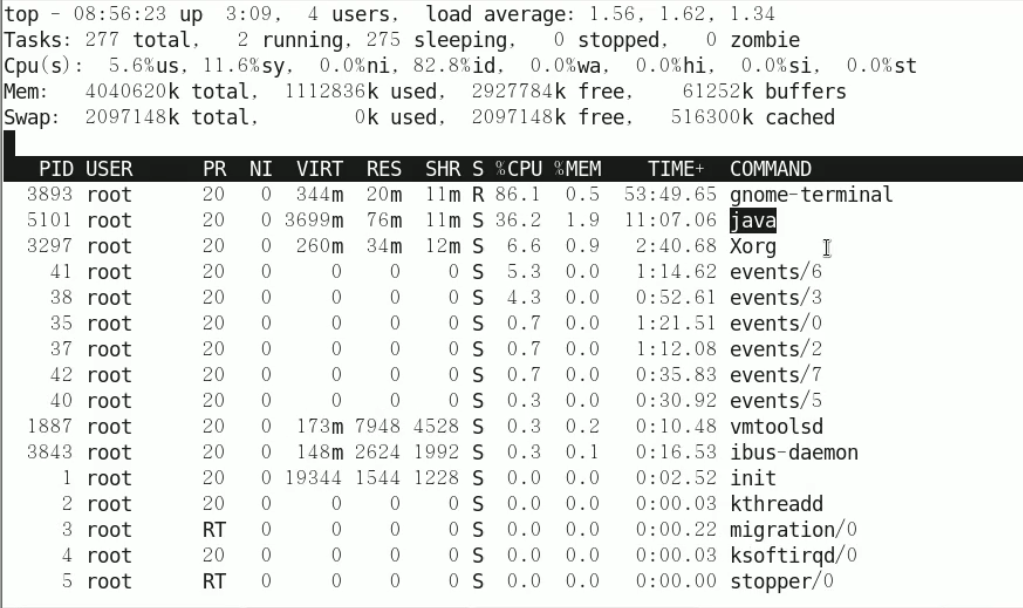 top - 08:56:23 up  3:09,  4 users,  load average: 1.56, 1.62, 1.34
Tasks: 277 total,   2 running, 275 sleeping,   0 stopped,   0 zombie
Cpu(s):  5.6%us, 11.6%sy,  0.0%ni, 82.8%id,  0.0%wa,  0.0%hi,  0.0%si,  0.0%st
Mem:   4040620k total,  1112836k used,  2927784k free,    61252k buffers
Swap:  2097148k total,        0k used,  2097148k free,   516300k cached
PID USER      PR  NI  VIRT  RES  SHR S %CPU %MEM    TIME+  COMMAND
3893 root      20   0  344m  20m  11m R 86.1  0.5  53:49.65 gnome-terminal
5101 root      20   0 3699m  76m  11m S 36.2  1.9  11:07.06 java
3297 root      20   0  260m  34m  12m S  6.6  0.9   2:40.68 Xorg
41 root      20   0     0    0    0 S  5.3  0.0   1:14.62 events/6
38 root      20   0     0    0    0 S  4.3  0.0   0:52.61 events/3
35 root      20   0     0    0    0 S  0.7  0.0   1:21.51 events/0
37 root      20   0     0    0    0 S  0.7  0.0   1:12.08 events/2
42 root      20   0     0    0    0 S  0.7  0.0   0:35.83 events/7
40 root      20   0     0    0    0 S  0.3  0.0   0:30.92 events/5
1887 root      20   0  173m 7948 4528 S  0.3  0.2   0:10.48 vmtoolsd
3843 root      20   0  148m 2624 1992 S  0.3  0.1   0:16.53 ibus-daemon
1 root      20   0 19344 1544 1228 S  0.0  0.0   0:02.52 init
2 root      20   0     0    0    0 S  0.0  0.0   0:00.03 kthreadd
3 root      RT   0     0    0    0 S  0.0  0.0   0:00.22 migration/0
4 root      20   0     0    0    0 S  0.0  0.0   0:00.03 ksoftirqd/0
5 root      RT   0     0    0    0 S  0.0  0.0   0:00.00 stopper/0